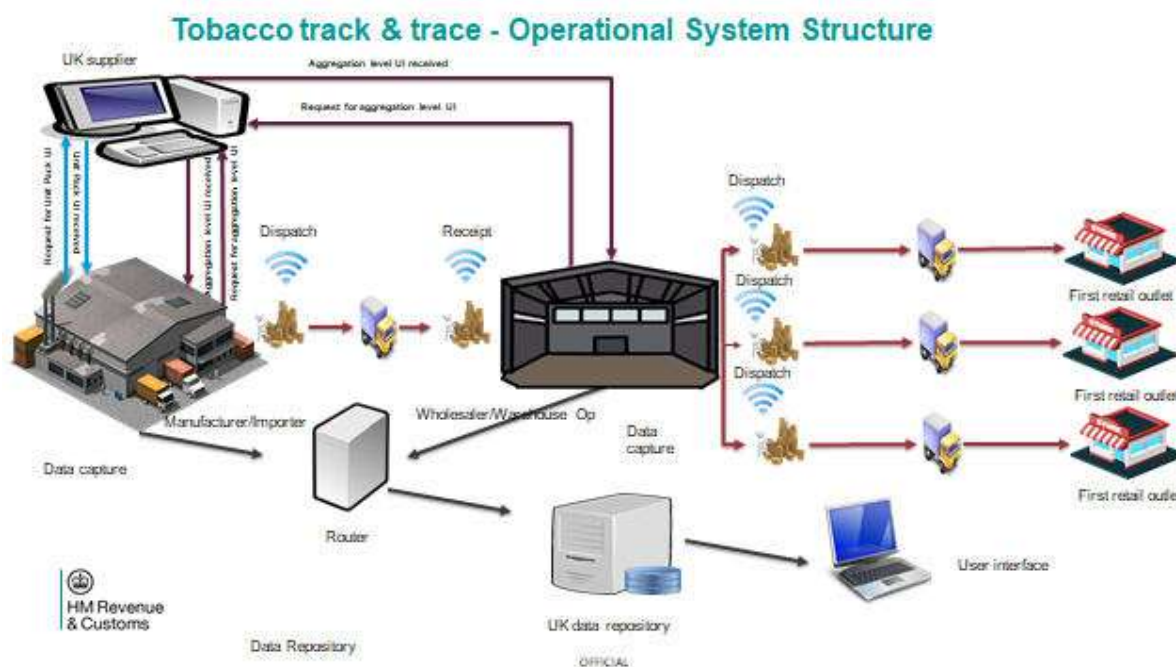 Tobacco track & trace - Operational System Structure
UK supplier
Aggregation level UI received
Request for aggregation level UI
Request for Unit Pack UI
Unit Pack UI received
Aggregation level UI received
Request for aggregation level UI
Dispatch
Receipt
Dispatch
First retail outlet
Dispatch
First retail outlet
Dispatch
First retail outlet
Manufacturer/Importer
Wholesaler/Warehouse Op
Data capture
Data
capture
Router
User interface
HM Revenue
& Customs
UK data repository
Data Repository
OFFICIAL